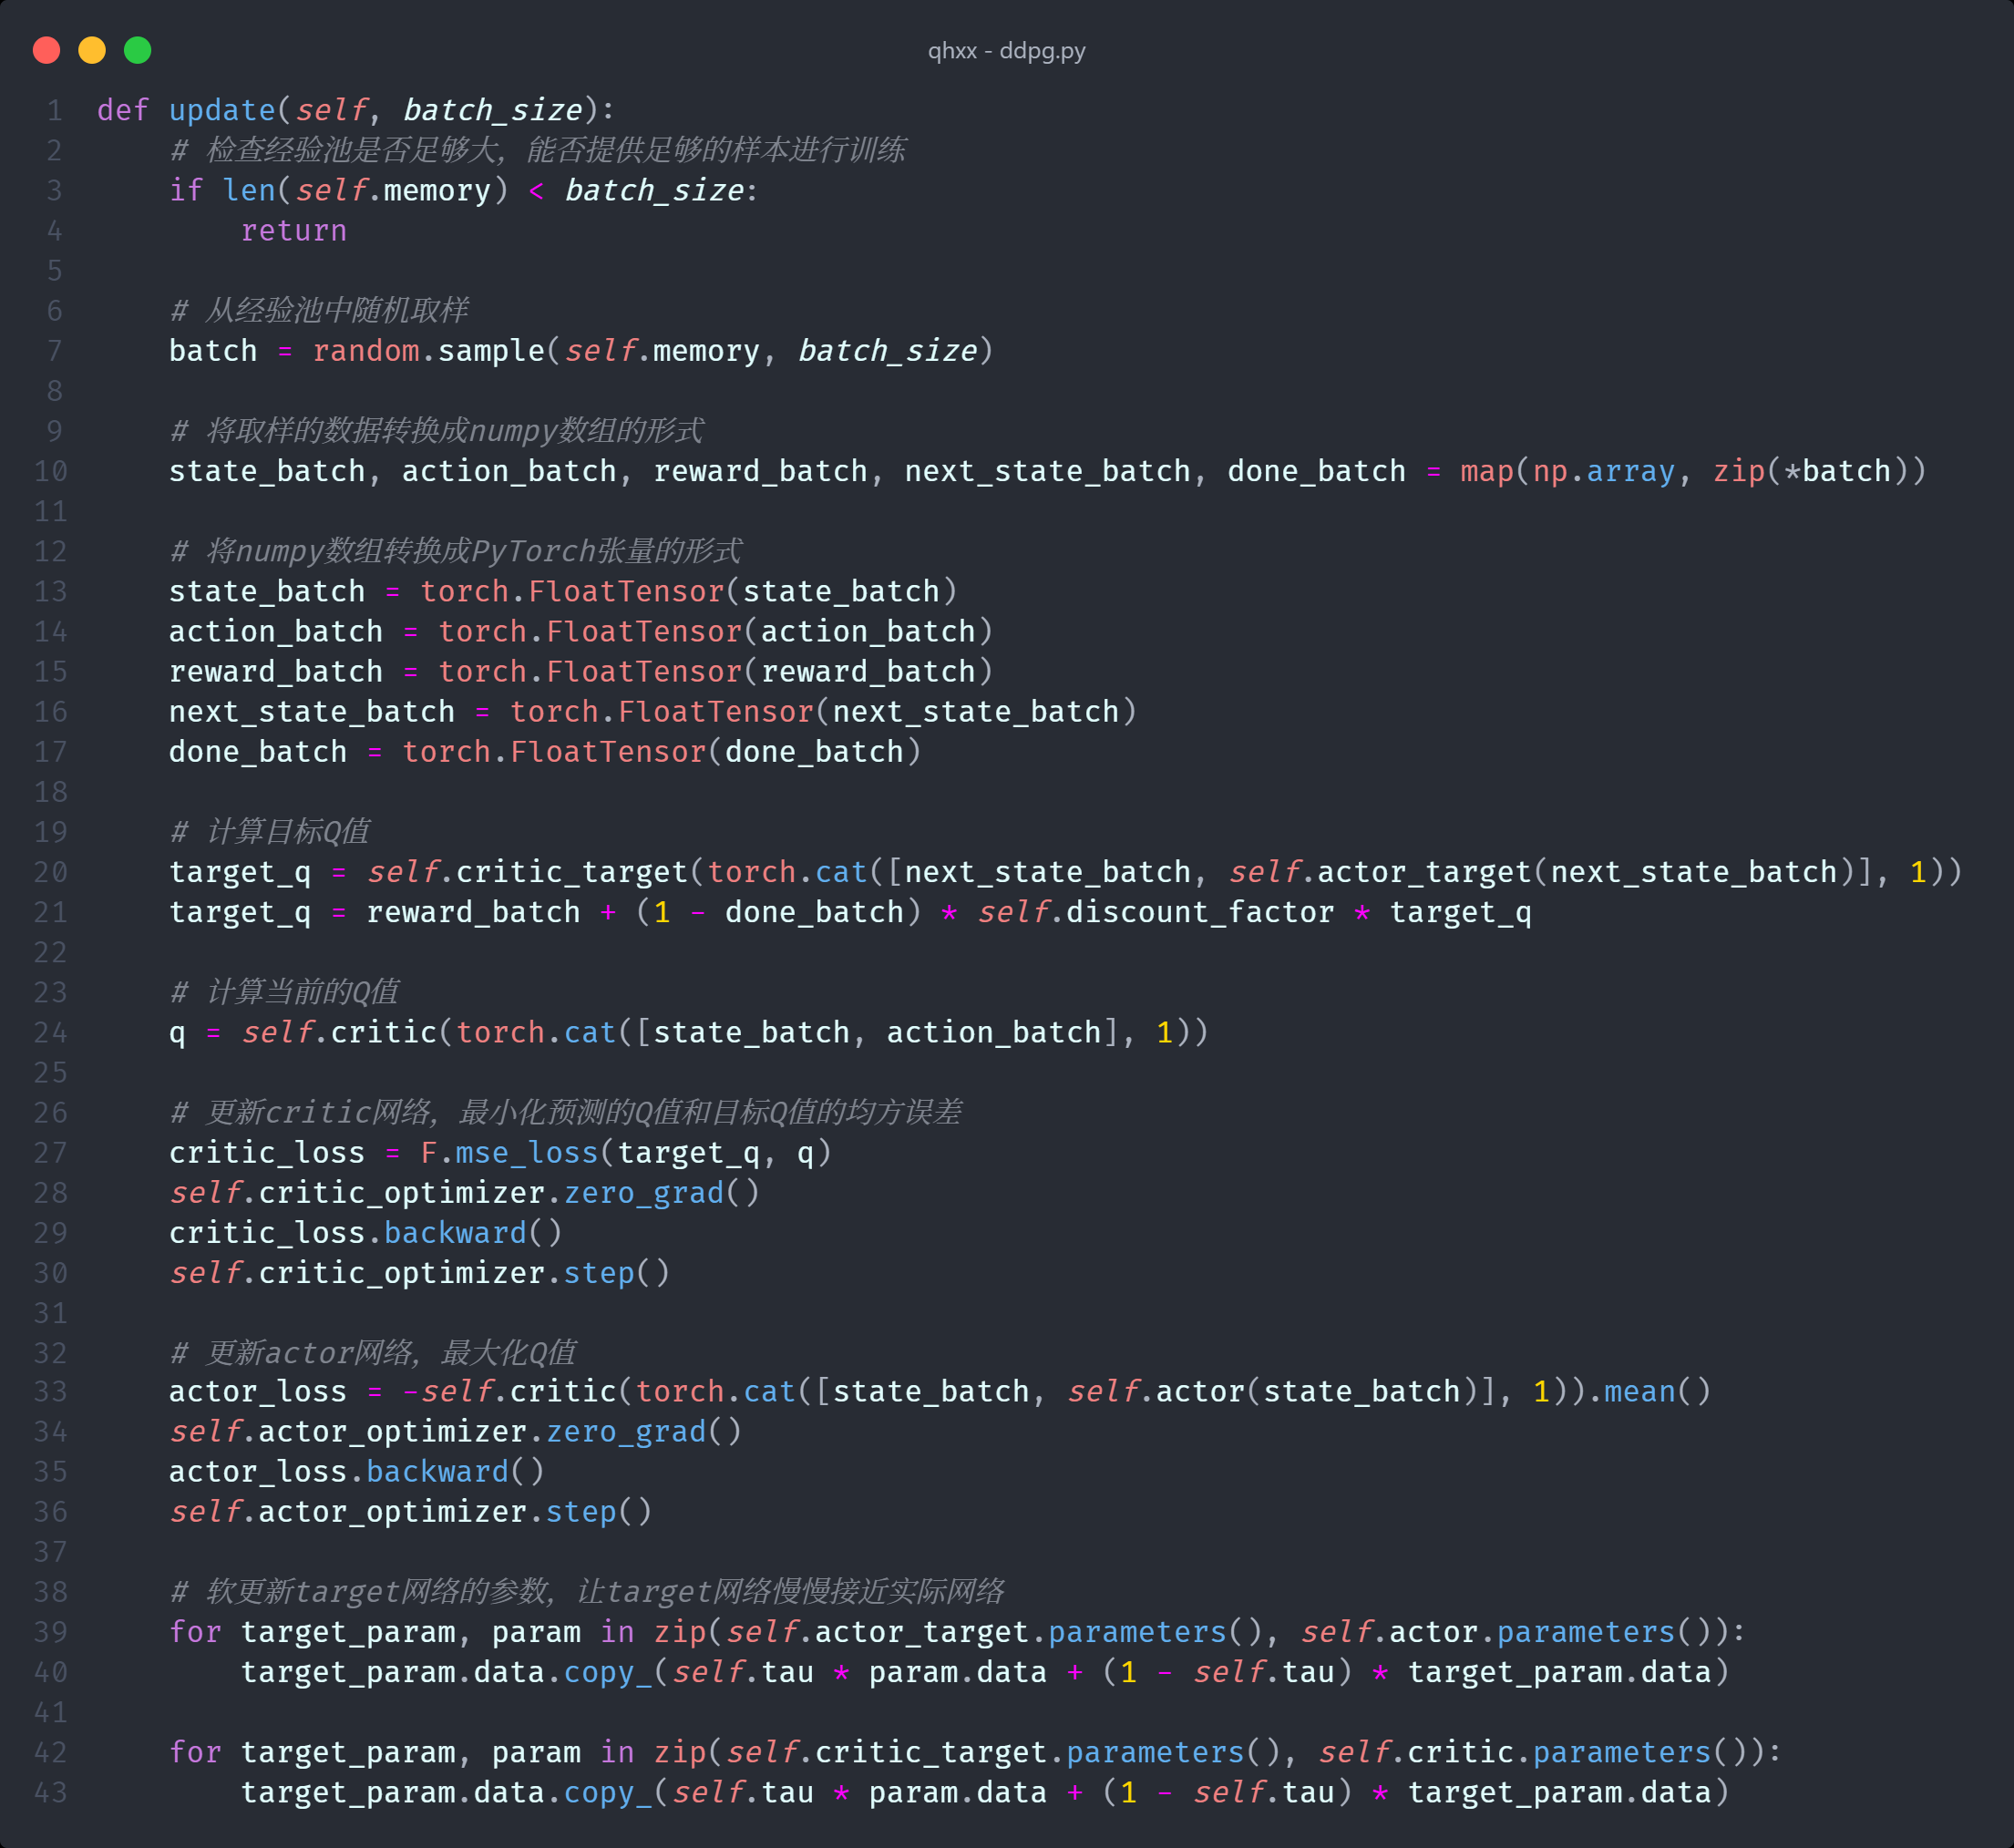 qhxx - ddpg.py
1 def update(self, batch_size):
2     # 检查经验池是否足够大，能否提供足够的样本进行训练
3     if len(self.memory) < batch_size:
4         return
5
6     # 从经验池中随机取样
7     batch = random.sample(self.memory, batch_size)
8
9     # 将取样的数据转换成numpy数组的形式
10     state_batch, action_batch, reward_batch, next_state_batch, done_batch = map(np.array, zip(*batch))
11
12     # 将numpy数组转换成PyTorch张量的形式
13     state_batch = torch.FloatTensor(state_batch)
14     action_batch = torch.FloatTensor(action_batch)
15     reward_batch = torch.FloatTensor(reward_batch)
16     next_state_batch = torch.FloatTensor(next_state_batch)
17     done_batch = torch.FloatTensor(done_batch)
18
19     # 计算目标Q值
20     target_q = self.critic_target(torch.cat([next_state_batch, self.actor_target(next_state_batch)], 1))
21     target_q = reward_batch + (1 - done_batch) * self.discount_factor * target_q
22
23     # 计算当前的Q值
24     q = self.critic(torch.cat([state_batch, action_batch], 1))
25
26     # 更新critic网络，最小化预测的Q值和目标Q值的均方误差
27     critic_loss = F.mse_loss(target_q, q)
28     self.critic_optimizer.zero_grad()
29     critic_loss.backward()
30     self.critic_optimizer.step()
31
32     # 更新actor网络，最大化Q值
33     actor_loss = -self.critic(torch.cat([state_batch, self.actor(state_batch)], 1)).mean()
34     self.actor_optimizer.zero_grad()
35     actor_loss.backward()
36     self.actor_optimizer.step()
37
38     # 软更新target网络的参数，让target网络慢慢接近实际网络
39     for target_param, param in zip(self.actor_target.parameters(), self.actor.parameters()):
40         target_param.data.copy_(self.tau * param.data + (1 - self.tau) * target_param.data)
41
42     for target_param, param in zip(self.critic_target.parameters(), self.critic.parameters()):
43         target_param.data.copy_(self.tau * param.data + (1 - self.tau) * target_param.data)